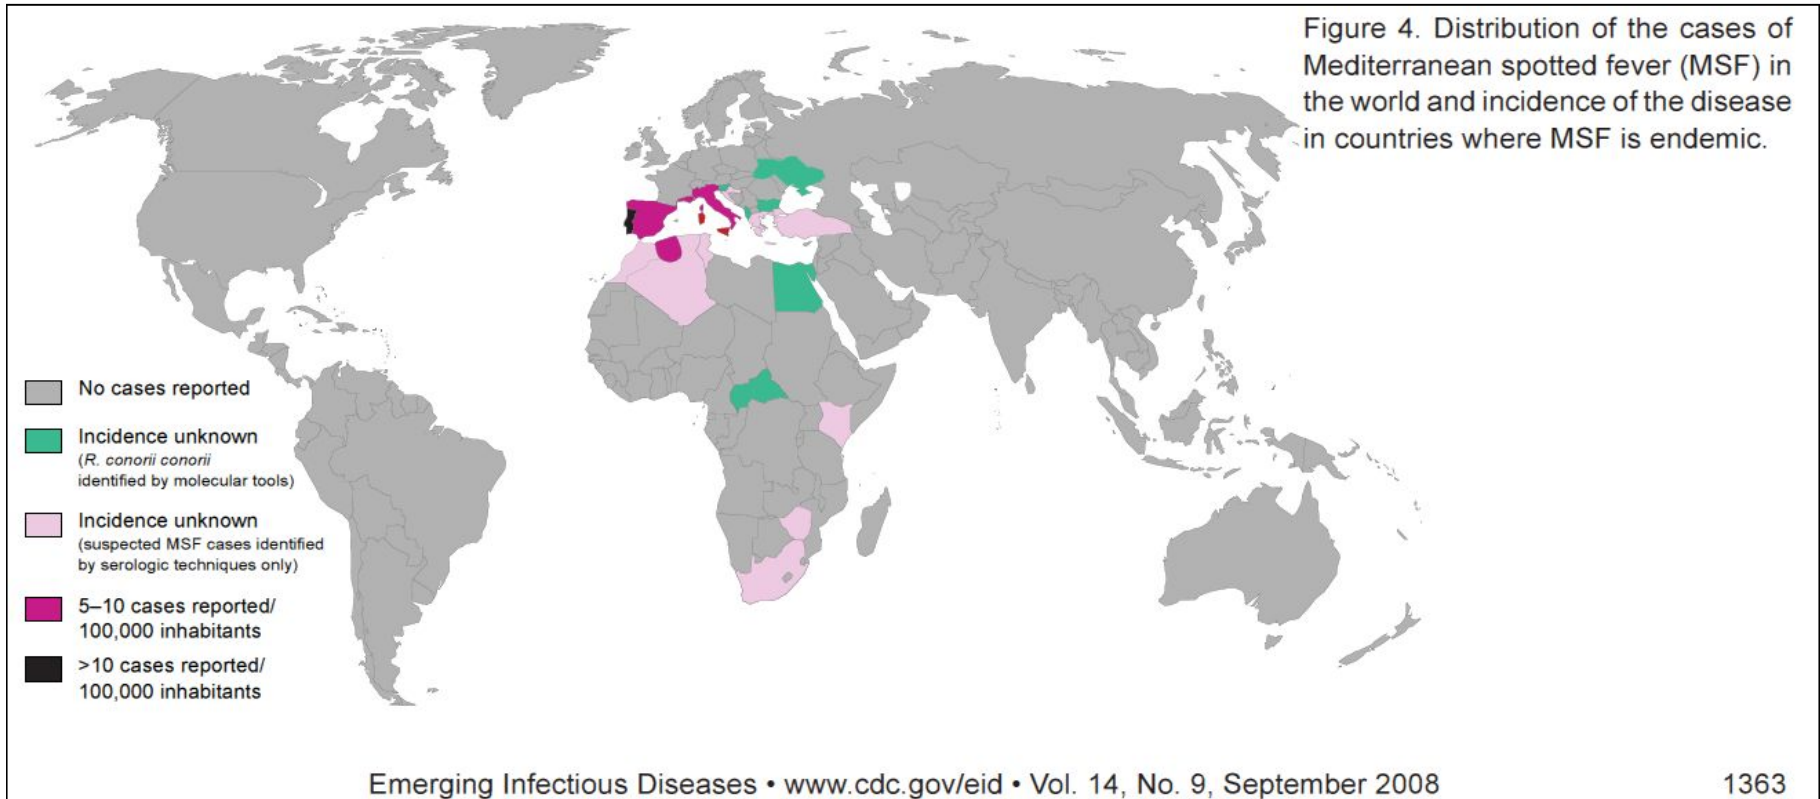 Figure 4. Distribution of the cases of
Mediterranean spotted fever (MSF) in
the world and incidence of the disease
in countries where MSF is endemic.
No cases reported
Incidence unknown
(R. conorii conorii
identified by molecular tools)
Incidence unknown
(suspected MSF cases identified
by serologic techniques only)
5–10 cases reported/
100,000 inhabitants
>10 cases reported/
100,000 inhabitants
Emerging Infectious Diseases • www.cdc.gov/eid • Vol. 14, No. 9, September 2008 1363